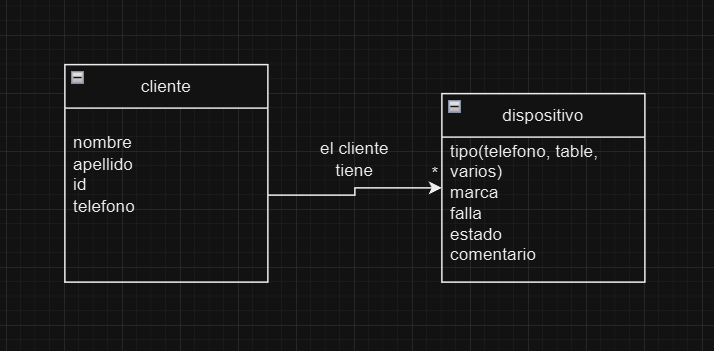 cliente
nombre
apellido
id
telefono
el cliente
tiene
*
dispositivo
tipo(telefono, table,
varios)
marca
falla
estado
comentario